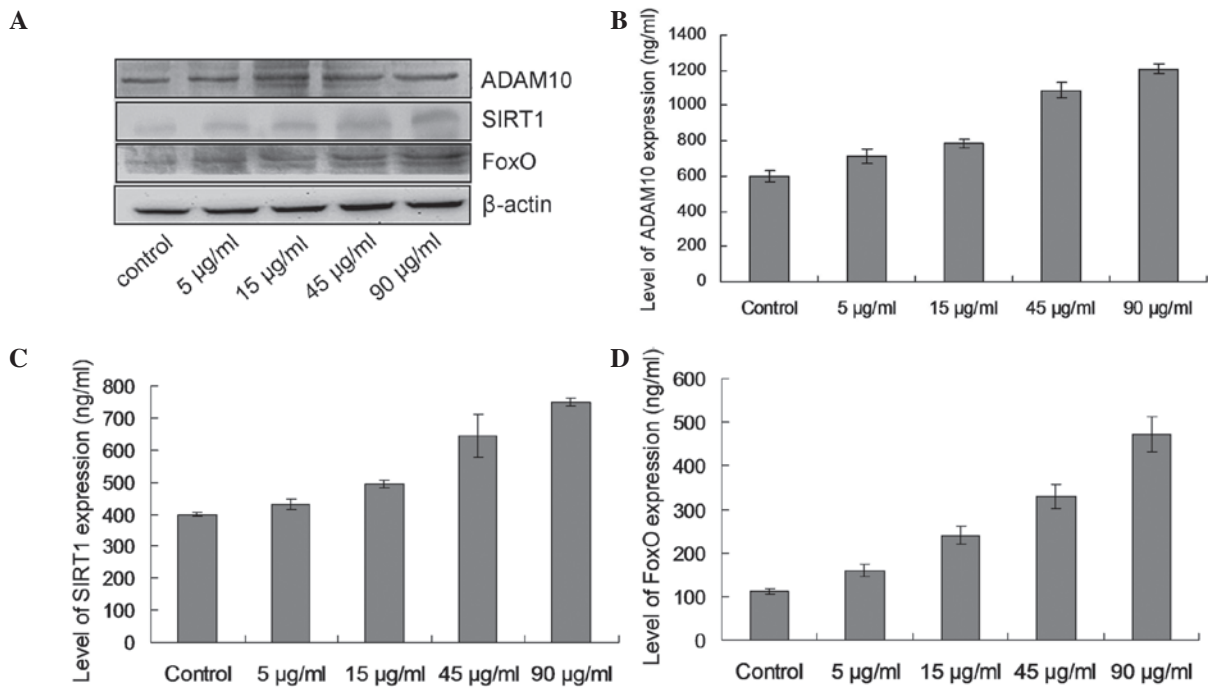 A
ADAM10
SIRT1
FoxO
β-actin
control
5 µg/ml
15 µg/ml
45 µg/ml
90 µg/ml
B
Level of ADAM10 expression (ng/ml)
1400
1200
1000
800
600
400
200
0
Control 5 µg/ml 15 µg/ml 45 µg/ml 90 µg/ml
C
Level of SIRT1 expression (ng/ml)
800
700
600
500
400
300
200
100
0
Control 5 µg/ml 15 µg/ml 45 µg/ml 90 µg/ml
D
Level of FoxO expression (ng/ml)
600
500
400
300
200
100
0
Control 5 µg/ml 15 µg/ml 45 µg/ml 90 µg/ml